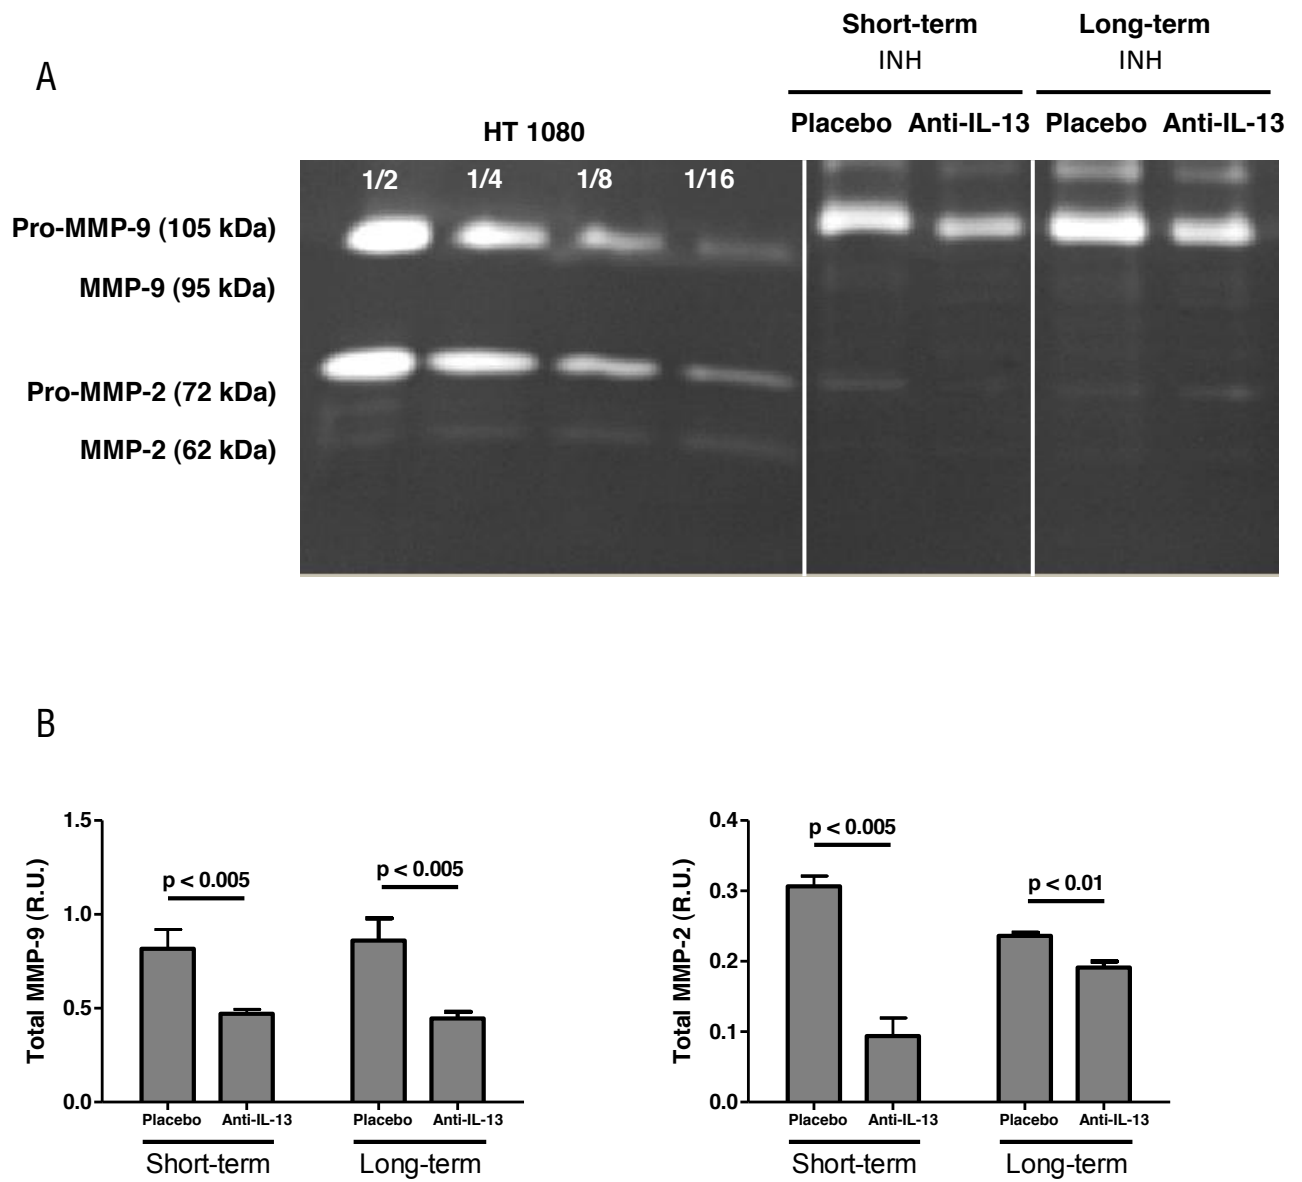 Short-term Long-term
INH INH
A
Placebo Anti-IL-13 Placebo Anti-IL-13
HT 1080
1/2 1/4 1/8 1/16
Pro-MMP-9 (105 kDa)
MMP-9 (95 kDa)
Pro-MMP-2 (72 kDa)
MMP-2 (62 kDa)
B
Total MMP-9 (R.U.)
1.5
1.0
0.5
0.0
p < 0.005
p < 0.005
Placebo Anti-IL-13 Placebo Anti-IL-13
Short-term Long-term
Total MMP-2 (R.U.)
0.4
0.3
0.2
0.1
0.0
p < 0.005
p < 0.01
Placebo Anti-IL-13 Placebo Anti-IL-13
Short-term Long-term